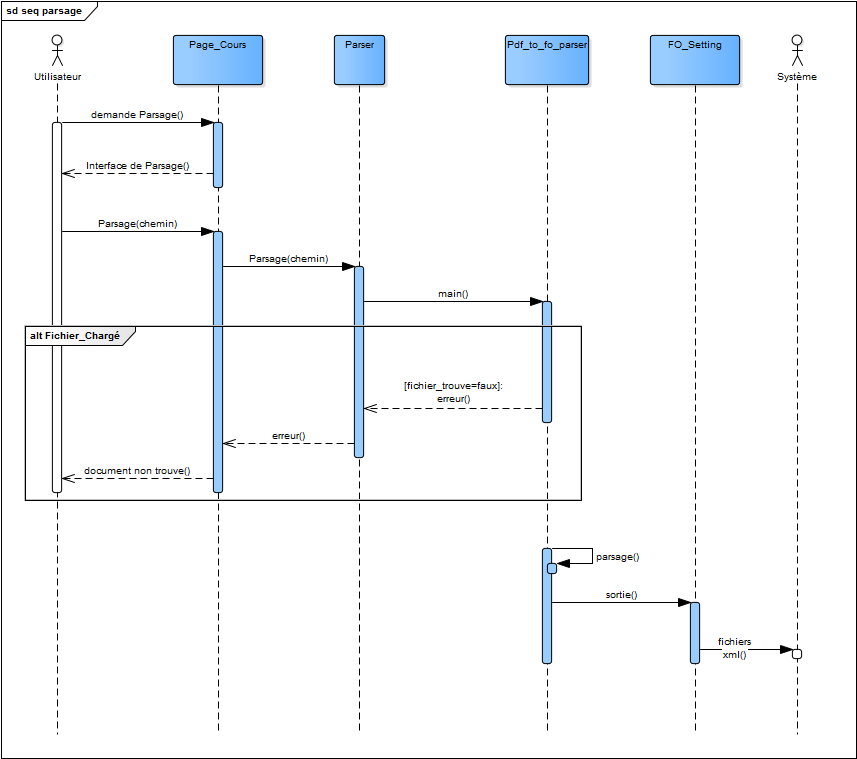 sd seq parsage
Page_Cours
Parser
Pdf_to_fo_parser
FO_Setting
Utilisateur
Système
demande Parsage()
Interface de Parsage()
Parsage(chemin)
Parsage(chemin)
main()
alt Fichier_Chargé
[fichier_trouve=faux]:
erreur()
erreur()
document non trouve()
parsage()
sortie()
fichiers
xml()